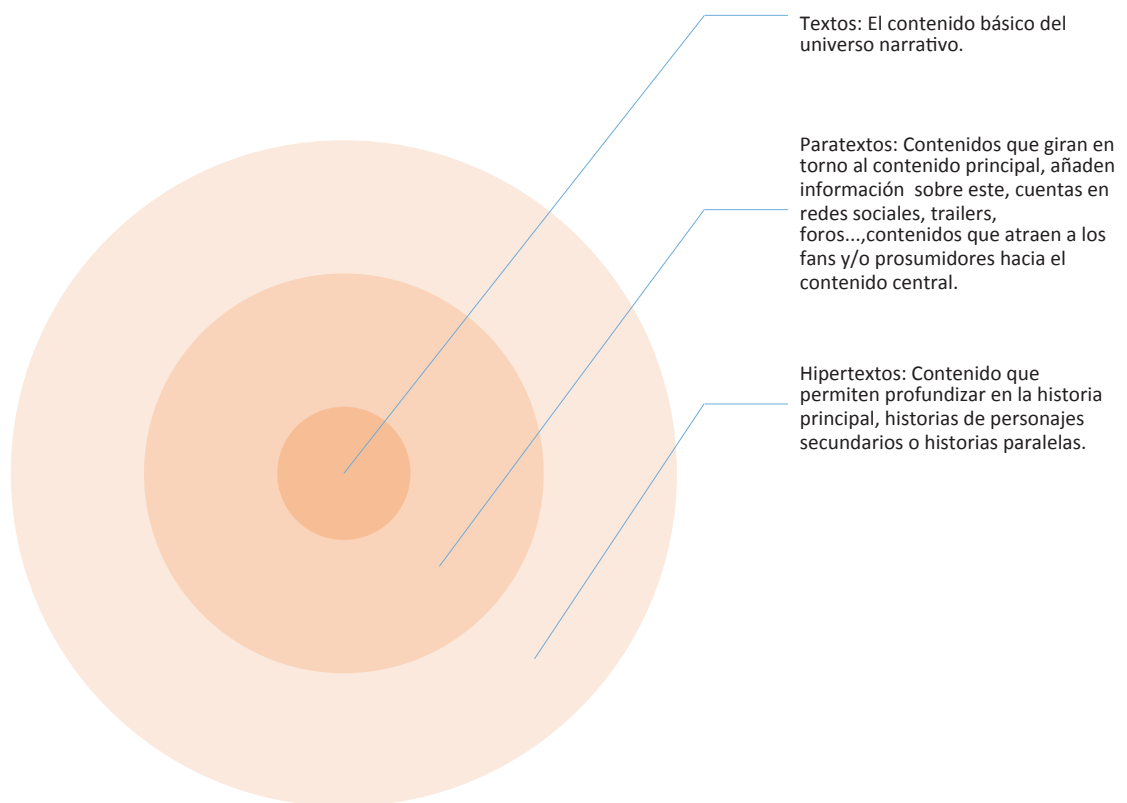 Textos: El contenido básico del
universo narrativo.
Paratextos: Contenidos que giran en
torno al contenido principal, añaden
información  sobre este, cuentas en
redes sociales, trailers,
foros...,contenidos que atraen a los
fans y/o prosumidores hacia el
contenido central.
Hipertextos: Contenido que
permiten profundizar en la historia
principal, historias de personajes
secundarios o historias paralelas.